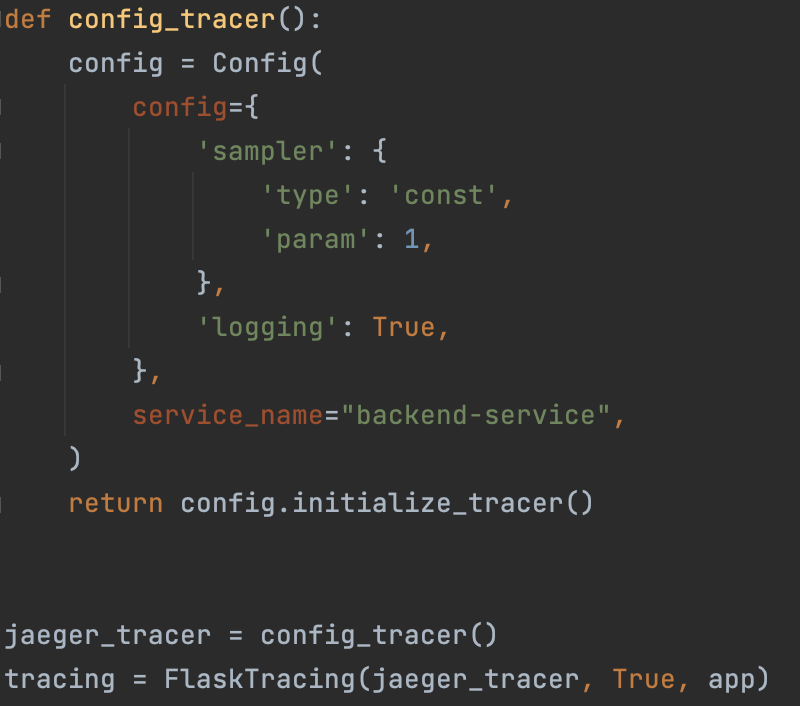 def config_tracer():
    config = Config(
        config={
            'sampler': {
                'type': 'const',
                'param': 1,
            },
            'logging': True,
        },
        service_name="backend-service",
    )
    return config.initialize_tracer()
jaeger_tracer = config_tracer()
tracing = FlaskTracing(jaeger_tracer, True, app)